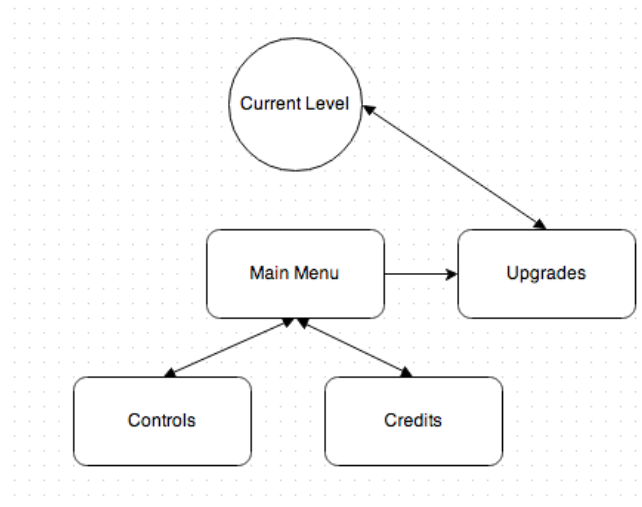 Current Level
Main Menu
Upgrades
Controls
Credits